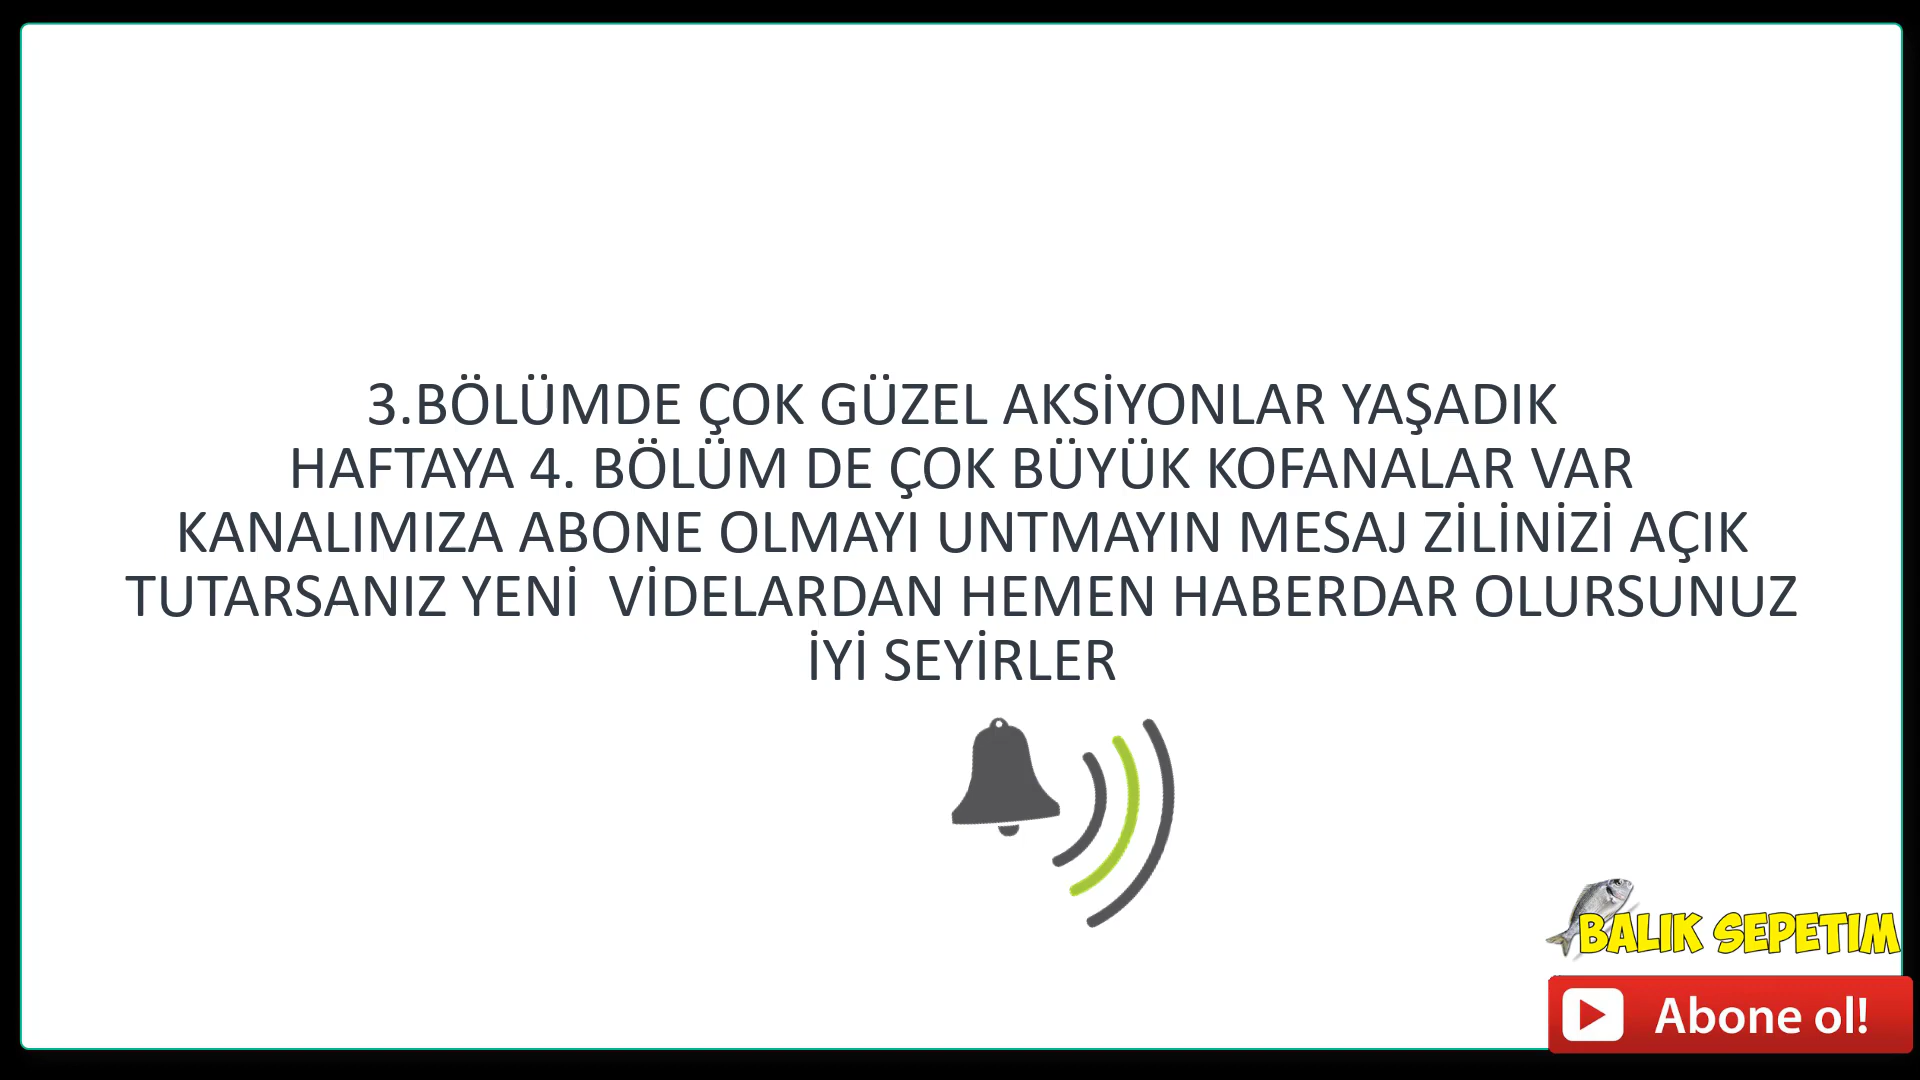 3.BÖLÜMDE ÇOK GÜZEL AKSİYONLAR YAŞADIK
HAFTAYA 4. BÖLÜM DE ÇOK BÜYÜK KOFANALAR VAR
KANALIMIZA ABONE OLMAYI UNTMAYIN MESAJ ZİLİNİZİ AÇIK
TUTARSANIZ YENİ  VİDELARDAN HEMEN HABERDAR OLURSUNUZ
İYİ SEYİRLER
BALIK SEPETIM
Abone ol!